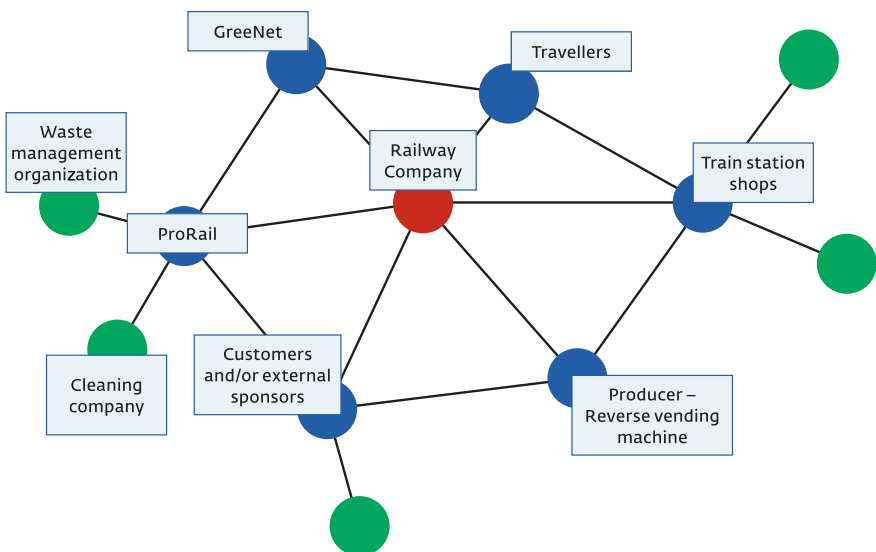 GreeNet
Travellers
Waste
management
organization
Railway
Company
Train station
shops
ProRail
Customers
and/or external
sponsors
Cleaning
company
Producer –
Reverse vending
machine